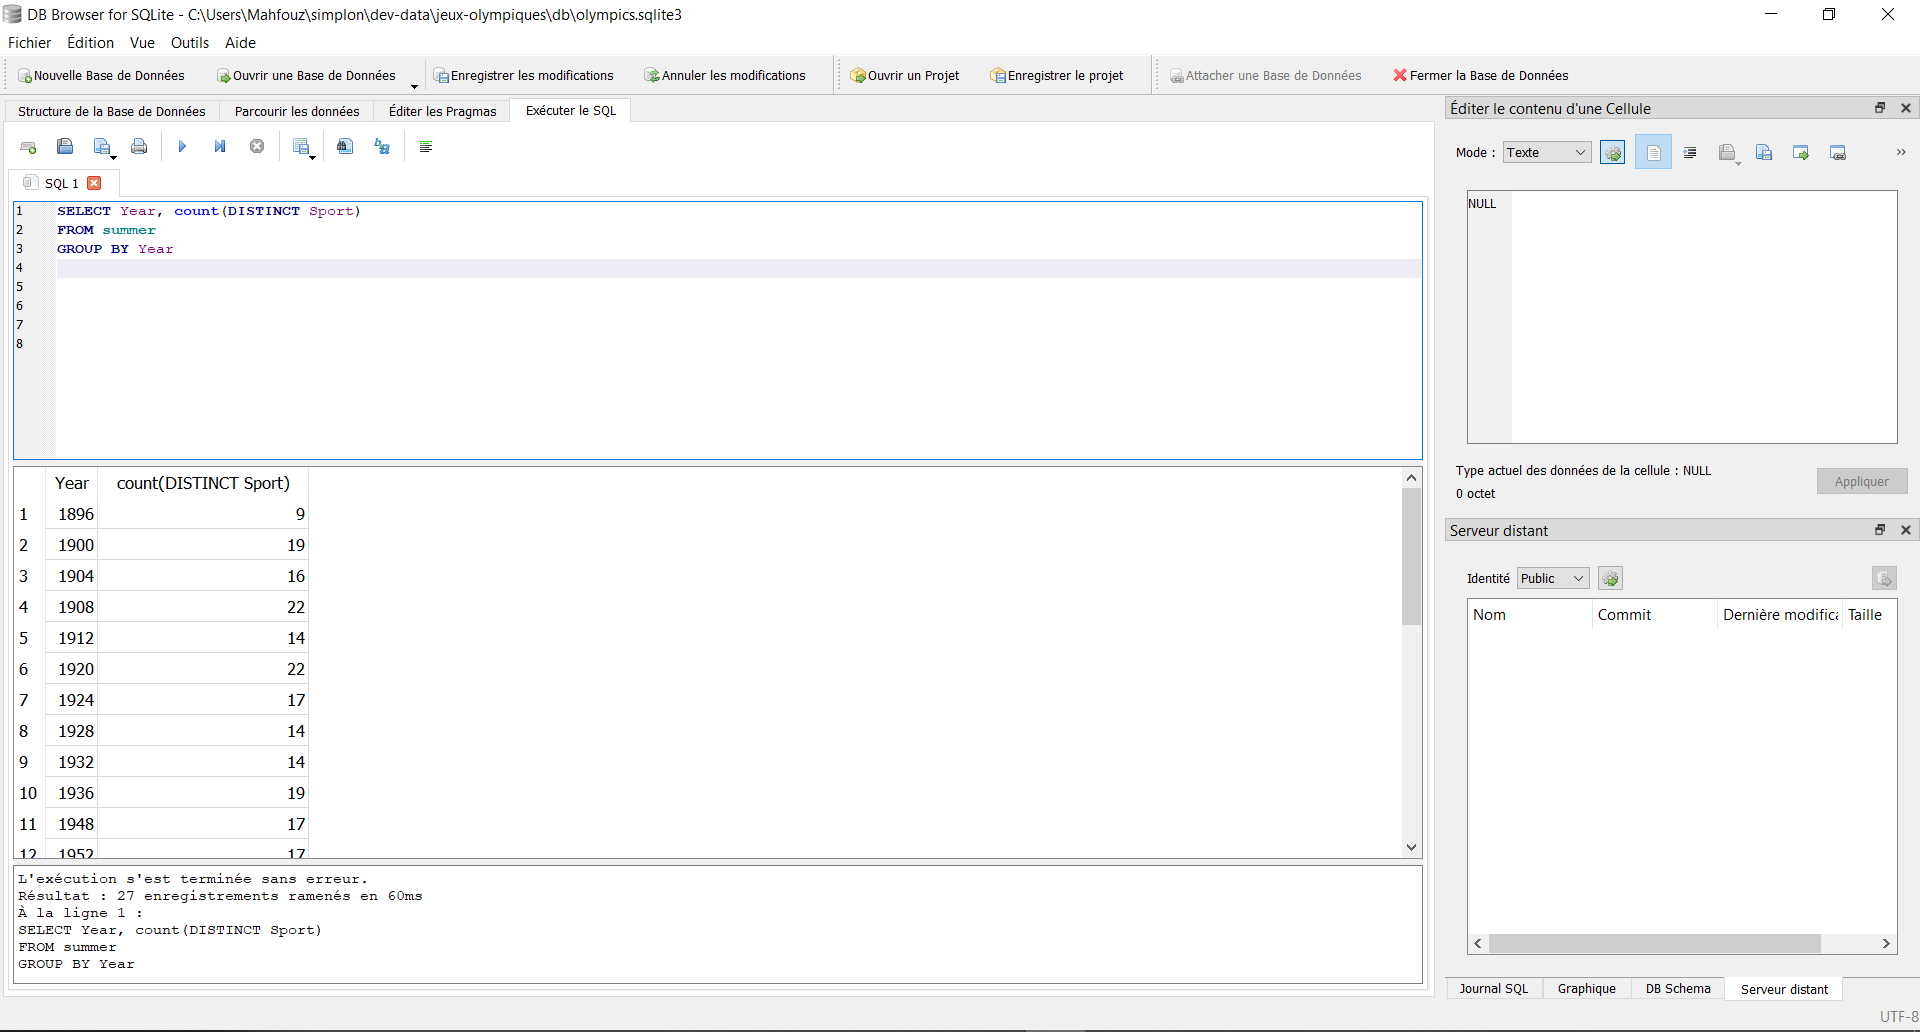 DB Browser for SQLite - C:\Users\Mahfouz\simplon\dev-data\jeux-olympiques\db\olympics.sqlite3
Fichier Édition Vue Outils Aide
Nouvelle Base de Données Ouvrir une Base de Données Enregistrer les modifications Annuler les modifications Ouvrir un Projet Enregistrer le projet Attacher une Base de Données Fermer la Base de Données
Structure de la Base de Données Parcourir les données Éditer les Pragmas Exécuter le SQL
SQL 1
1 SELECT Year, count(DISTINCT Sport)
2 FROM summer
3 GROUP BY Year
4
5
6
7
8
Year count(DISTINCT Sport)
1 1896 9
2 1900 19
3 1904 16
4 1908 22
5 1912 14
6 1920 22
7 1924 17
8 1928 14
9 1932 14
10 1936 19
11 1948 17
12 1952 17
L'exécution s'est terminée sans erreur.
Résultat : 27 enregistrements ramenés en 60ms
À la ligne 1 :
SELECT Year, count(DISTINCT Sport)
FROM summer
GROUP BY Year
Éditer le contenu d'une Cellule
Mode : Texte
NULL
Type actuel des données de la cellule : NULL
0 octet
Appliquer
Serveur distant
Identité Public
Nom Commit Dernière modifica Taille
Journal SQL Graphique DB Schema Serveur distant
UTF-8